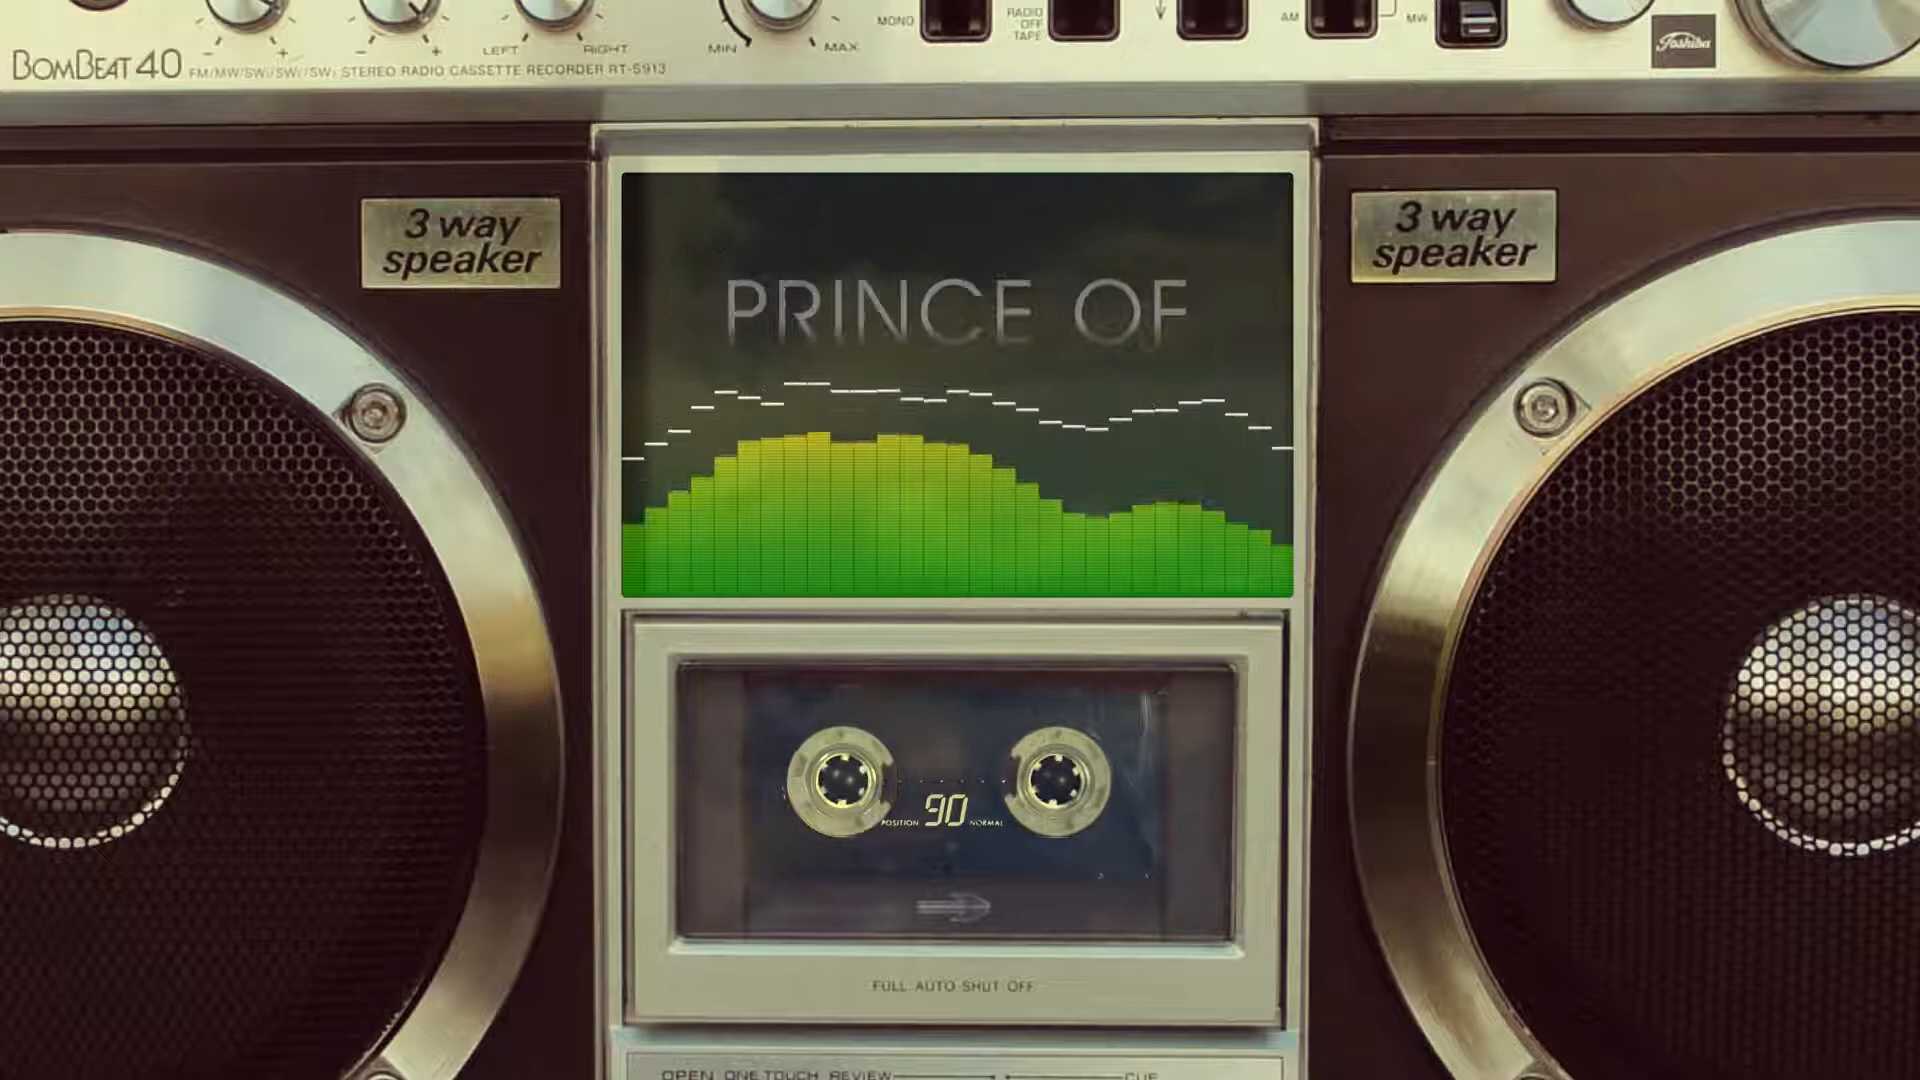 MONO
RADIO
OFF
TAPE
AM
MW
Toshiba
LEFT RIGHT
MIN MAX
BOMBEAT 40
STEREO RADIO CASSETTE RECORDER RT-S913
3 way
speaker
3 way
speaker
PRINCE OF
POSITION 90 NORMAL
FULL AUTO SHUT OFF
OPEN ONE TOUCH REVIEW CUE